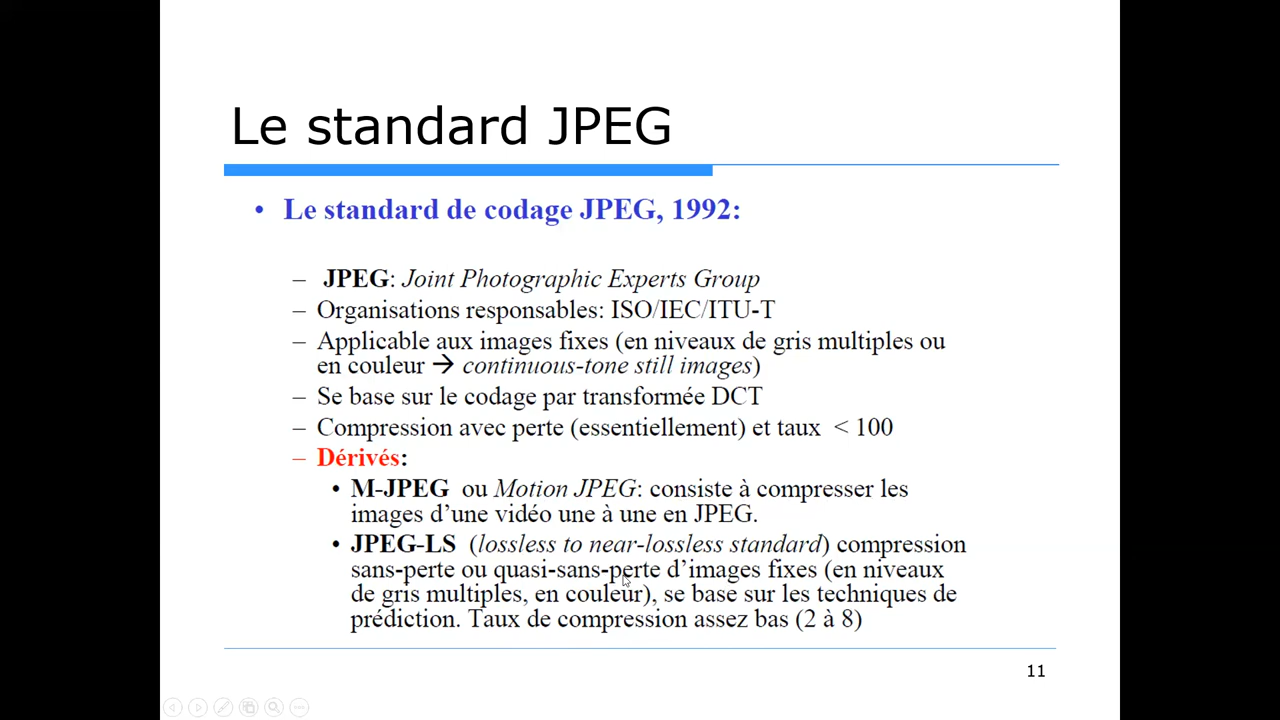 Le standard JPEG
• Le standard de codage JPEG, 1992:
– JPEG: Joint Photographic Experts Group
– Organisations responsables: ISO/IEC/ITU-T
– Applicable aux images fixes (en niveaux de gris multiples ou
en couleur → continuous-tone still images)
– Se base sur le codage par transformée DCT
– Compression avec perte (essentiellement) et taux < 100
– Dérivés:
• M-JPEG ou Motion JPEG: consiste à compresser les
images d’une vidéo une à une en JPEG.
• JPEG-LS (lossless to near-lossless standard) compression
sans-perte ou quasi-sans-perte d’images fixes (en niveaux
de gris multiples, en couleur), se base sur les techniques de
prédiction. Taux de compression assez bas (2 à 8)
11